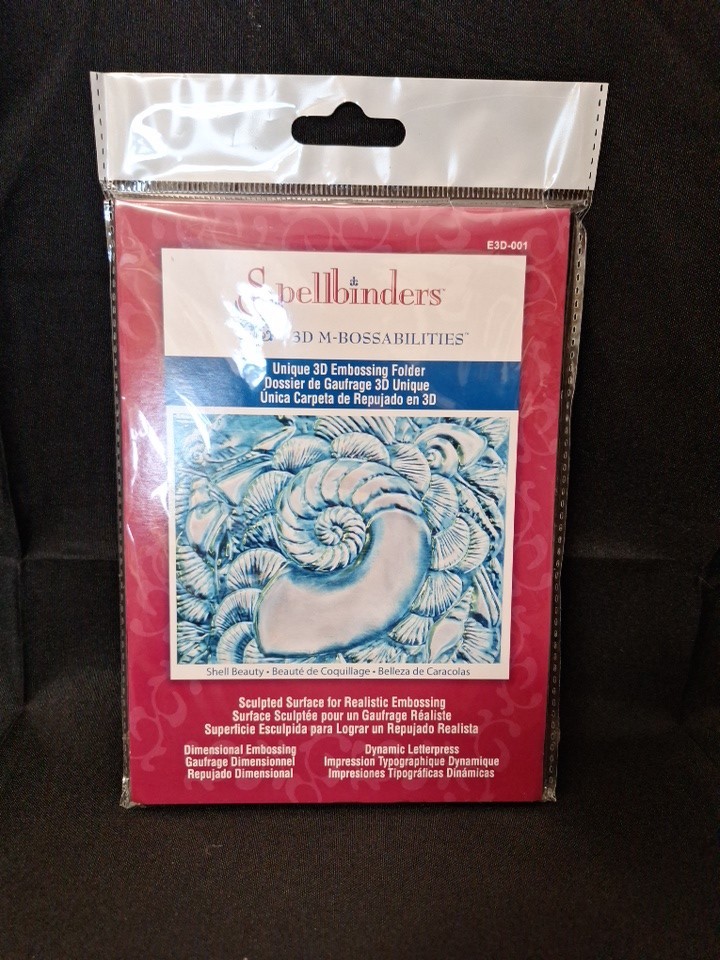 E3D-001
Spellbinders™
3D M-BOSSABILITIES™
Unique 3D Embossing Folder
Dossier de Gaufrage 3D Unique
Única Carpeta de Repujado en 3D
Shell Beauty • Beauté de Coquillage • Belleza de Caracolas
Sculpted Surface for Realistic Embossing
Surface Sculptée pour un Gaufrage Réaliste
Superficie Esculpida para Lograr un Repujado Realista
Dimensional Embossing
Gaufrage Dimensionnel
Repujado Dimensional
Dynamic Letterpress
Impression Typographique Dynamique
Impresiones Tipográficas Dinámicas